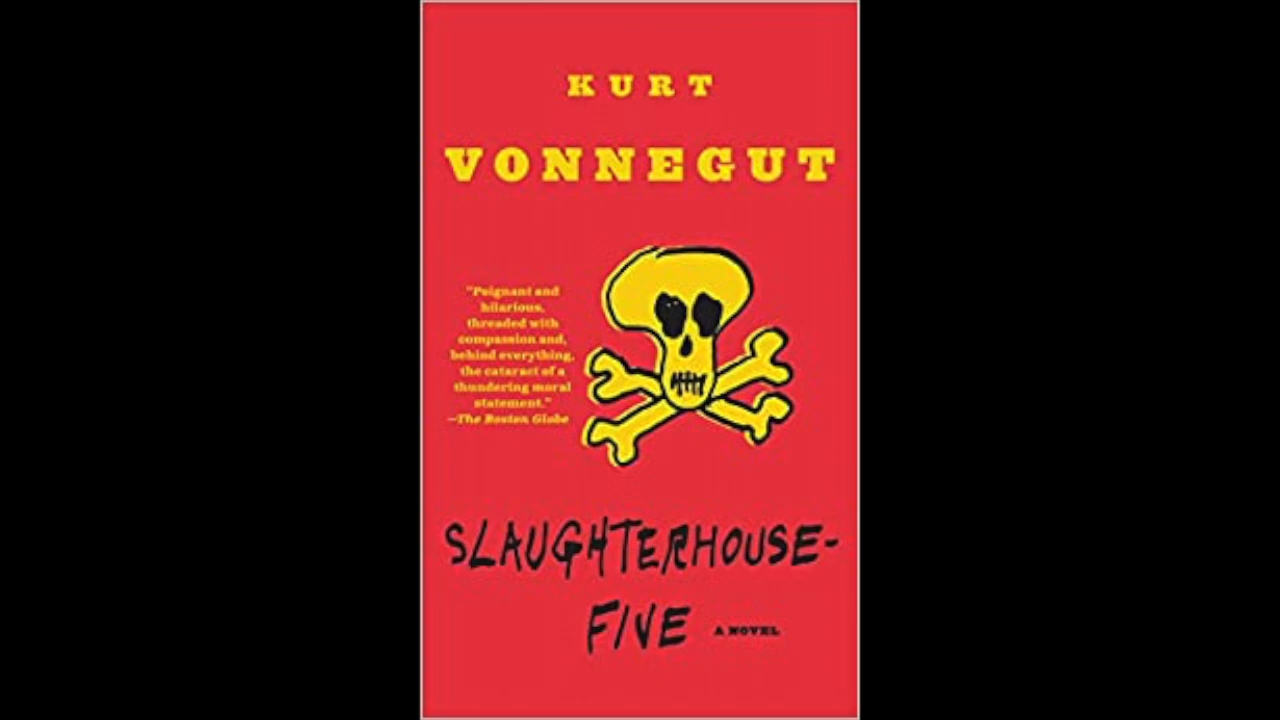 KURT
VONNEGUT
"Poignant and
hilarious,
threaded with
compassion and,
behind everything,
the cataract of a
thundering moral
statement."
—The Boston Globe
SLAUGHTERHOUSE-
FIVE A NOVEL